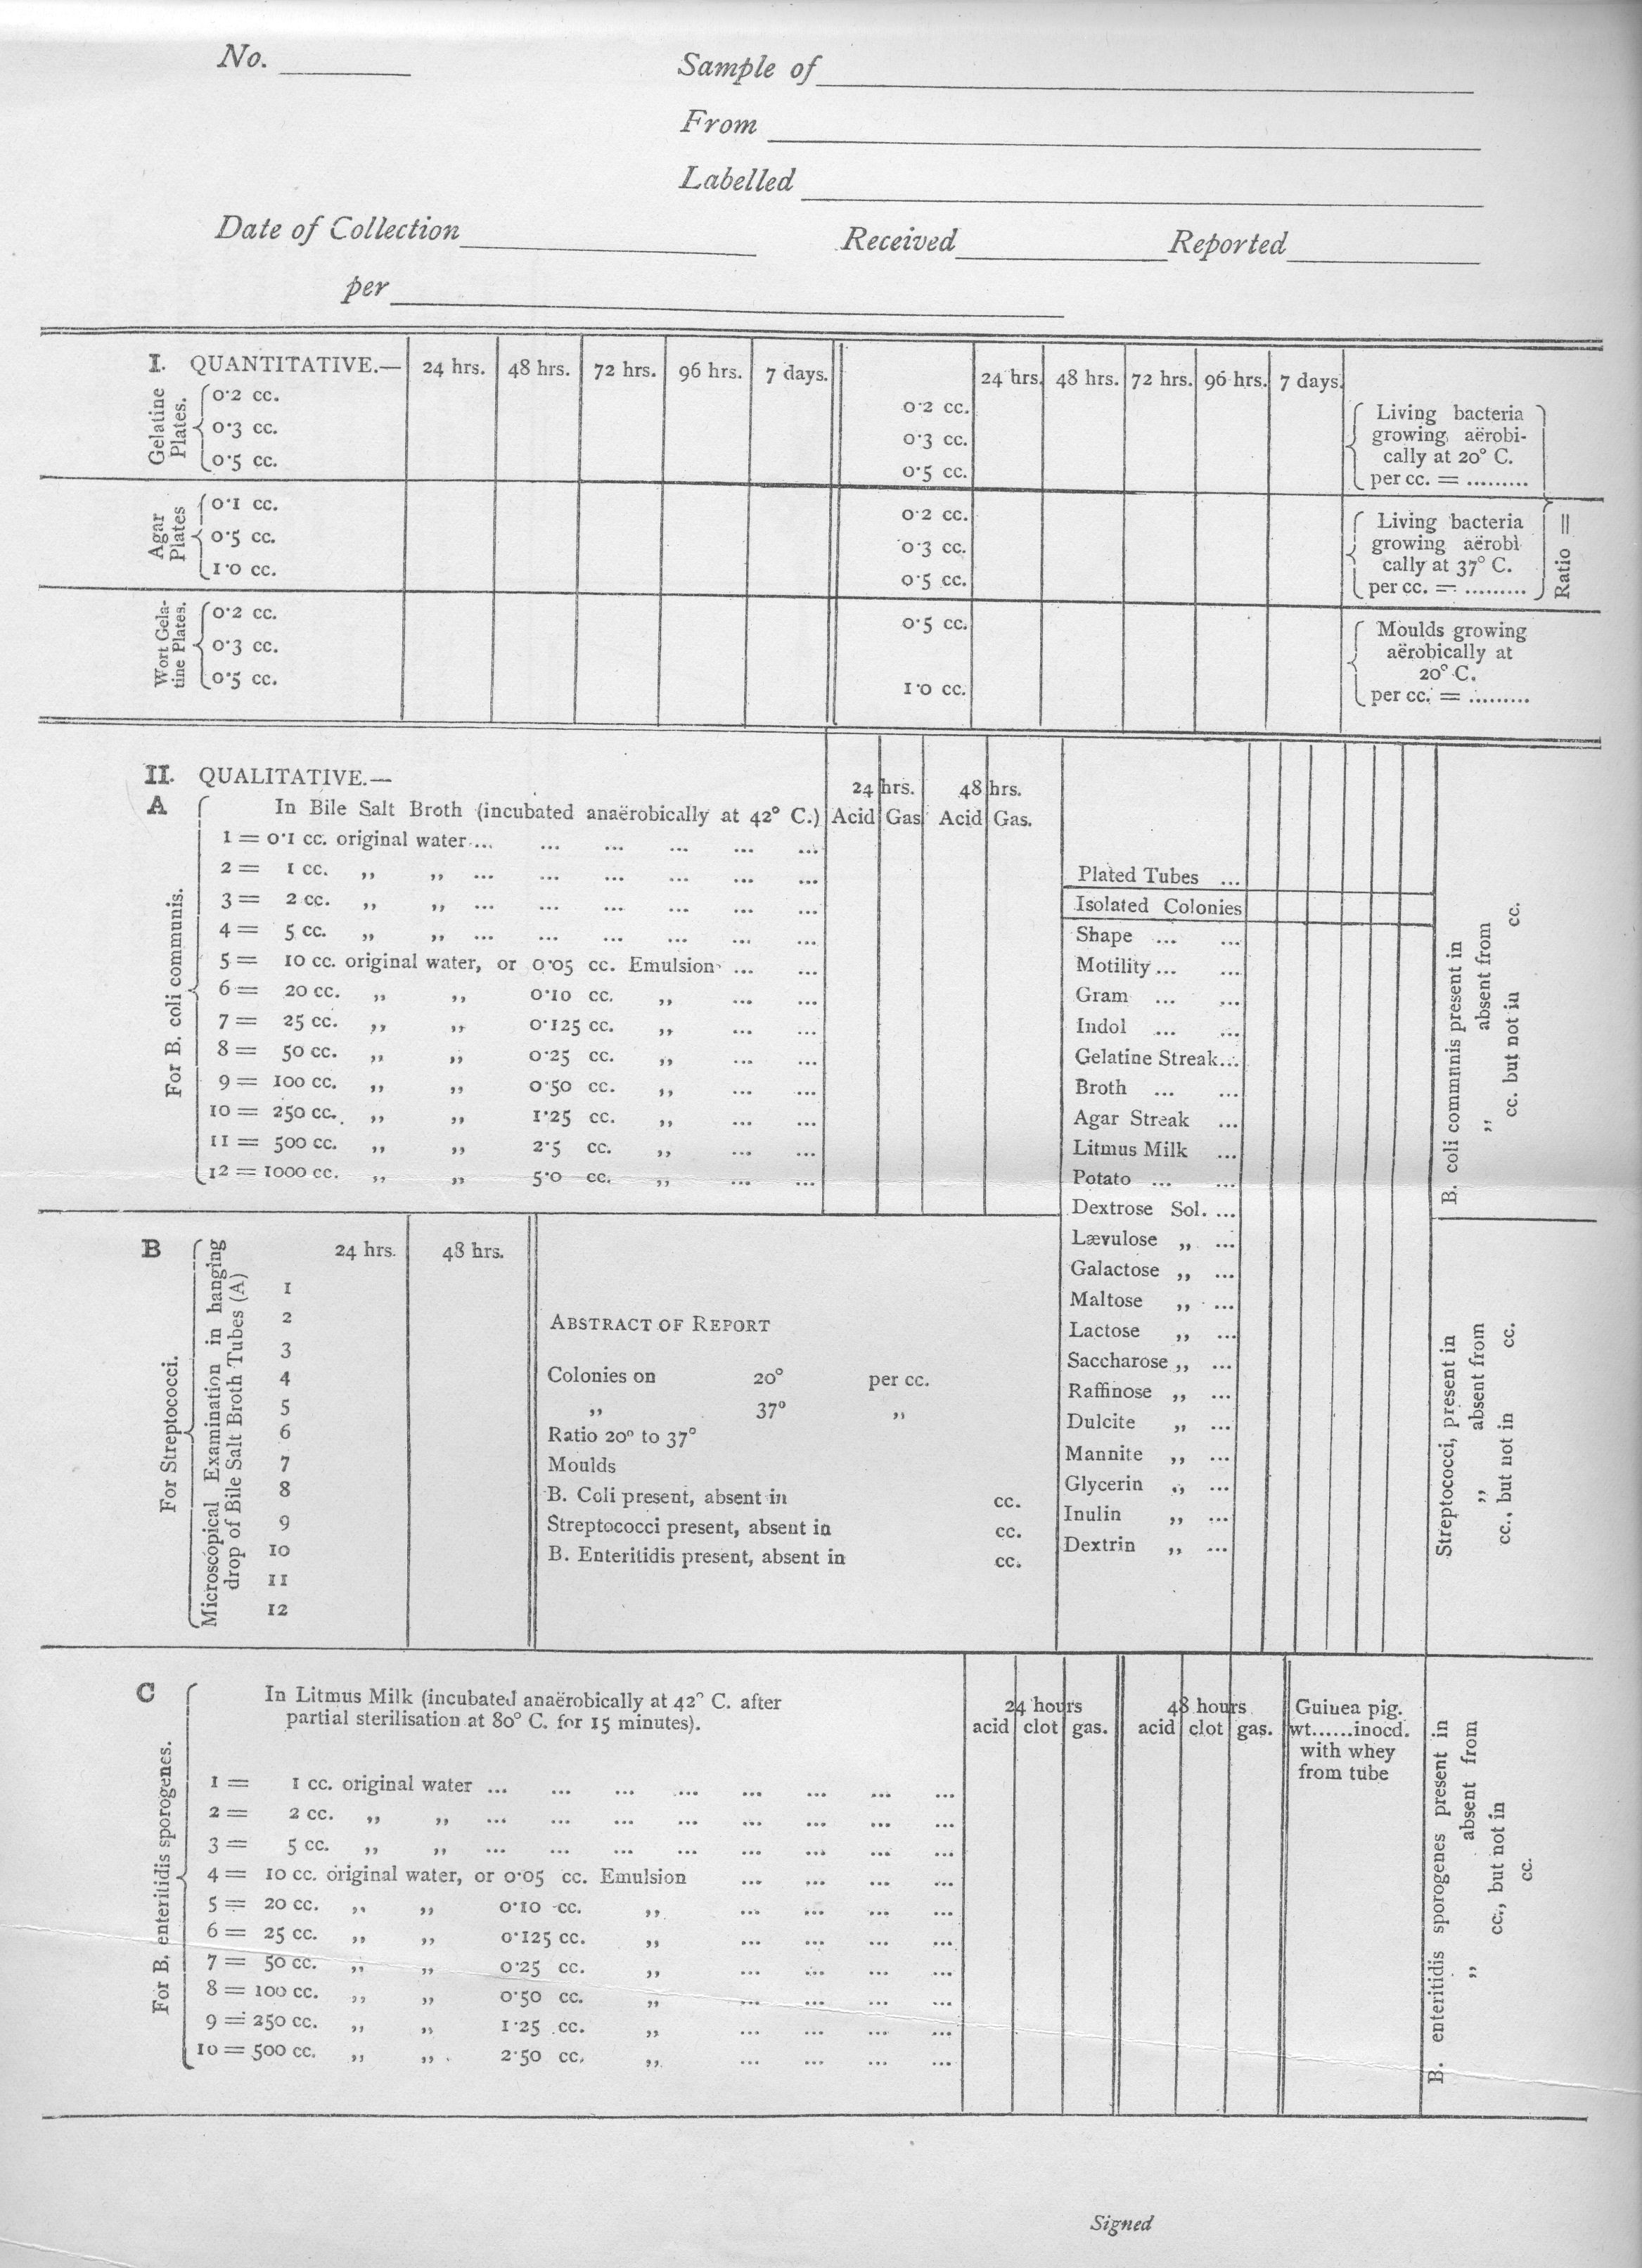 No.
Sample of
From
Labelled
Date of Collection Received Reported
per
I. QUANTITATIVE.— 24 hrs. 48 hrs. 72 hrs. 96 hrs. 7 days. 24 hrs. 48 hrs. 72 hrs. 96 hrs. 7 days.
Gelatine Plates.
0·2 cc.
0·3 cc.
0·5 cc.
0·2 cc.
0·3 cc.
0·5 cc.
Living bacteria
growing aërobi-
cally at 20° C.
per cc. = .........
Agar Plates
0·1 cc.
0·5 cc.
1·0 cc.
0·2 cc.
0·3 cc.
0·5 cc.
Living bacteria
growing aërobi
cally at 37° C.
per cc. = .........
Ratio =
Wort Gela-
tine Plates.
0·2 cc.
0·3 cc.
0·5 cc.
0·5 cc.
1·0 cc.
Moulds growing
aërobically at
20° C.
per cc. = .........
II. QUALITATIVE.—
24 hrs. 48 hrs.
A In Bile Salt Broth (incubated anaërobically at 42° C.) Acid Gas Acid Gas.
For B. coli communis.
1 = 0·1 cc. original water ... ... ... ... ... ...
2 = 1 cc. ,, ,, ... ... ... ... ... ...
3 = 2 cc. ,, ,, ... ... ... ... ... ...
4 = 5 cc. ,, ,, ... ... ... ... ... ...
5 = 10 cc. original water, or 0·05 cc. Emulsion ... ...
6 = 20 cc. ,, ,, 0·10 cc. ,, ... ...
7 = 25 cc. ,, ,, 0·125 cc. ,, ... ...
8 = 50 cc. ,, ,, 0·25 cc. ,, ... ...
9 = 100 cc. ,, ,, 0·50 cc. ,, ... ...
10 = 250 cc. ,, ,, 1·25 cc. ,, ... ...
11 = 500 cc. ,, ,, 2·5 cc. ,, ... ...
12 = 1000 cc. ,, ,, 5·0 cc. ,, ... ...
Plated Tubes ...
Isolated Colonies
Shape ... ...
Motility ... ...
Gram ... ...
Indol ... ...
Gelatine Streak...
Broth ... ...
Agar Streak ...
Litmus Milk ...
Potato ... ...
Dextrose Sol. ...
Lævulose ,, ...
Galactose ,, ...
Maltose ,, ...
Lactose ,, ...
Saccharose ,, ...
Raffinose ,, ...
Dulcite ,, ...
Mannite ,, ...
Glycerin ,, ...
Inulin ,, ...
Dextrin ,, ...
B. coli communis present in
,, absent from
cc. but not in cc.
B
For Streptococci.
Microscopical Examination in hanging
drop of Bile Salt Broth Tubes (A)
24 hrs. 48 hrs.
1
2
3
4
5
6
7
8
9
10
11
12
ABSTRACT OF REPORT
Colonies on 20° per cc.
,, 37° ,,
Ratio 20° to 37°
Moulds
B. Coli present, absent in cc.
Streptococci present, absent in cc.
B. Enteritidis present, absent in cc.
Streptococci, present in
,, absent from
cc., but not in cc.
C In Litmus Milk (incubated anaërobically at 42° C. after
partial sterilisation at 80° C. for 15 minutes).
24 hours 48 hours
acid clot gas. acid clot gas.
Guinea pig.
wt......inocd.
with whey
from tube
For B. enteritidis sporogenes.
1 = 1 cc. original water ... ... ... ... ... ... ... ...
2 = 2 cc. ,, ,, ... ... ... ... ... ... ... ...
3 = 5 cc. ,, ,, ... ... ... ... ... ... ... ...
4 = 10 cc. original water, or 0·05 cc. Emulsion ... ... ... ...
5 = 20 cc. ,, ,, 0·10 cc. ,, ... ... ... ...
6 = 25 cc. ,, ,, 0·125 cc. ,, ... ... ... ...
7 = 50 cc. ,, ,, 0·25 cc. ,, ... ... ... ...
8 = 100 cc. ,, ,, 0·50 cc. ,, ... ... ... ...
9 = 250 cc. ,, ,, 1·25 cc. ,, ... ... ... ...
10 = 500 cc. ,, ,, 2·50 cc. ,, ... ... ... ...
B. enteritidis sporogenes present in
,, absent from
cc., but not in
cc.
Signed